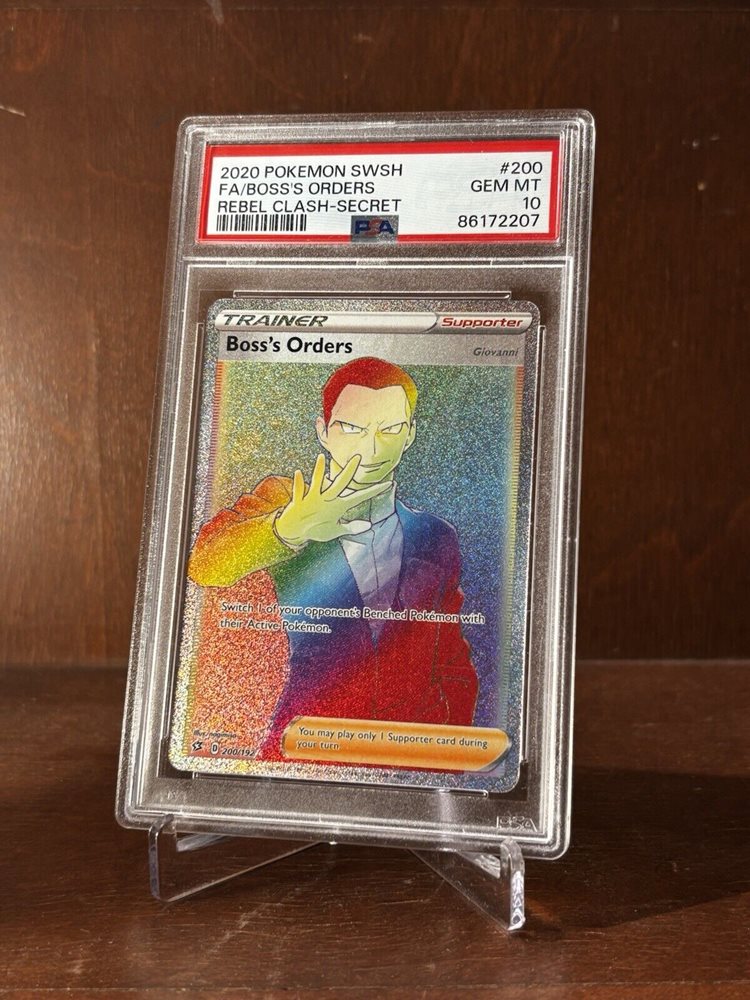 2020 POKEMON SWSH #200
FA/BOSS'S ORDERS GEM MT
REBEL CLASH-SECRET 10
PSA 86172207
TRAINER Supporter
Boss's Orders Giovanni
Switch 1 of your opponent's Benched Pokémon with
their Active Pokémon.
You may play only 1 Supporter card during
your turn.
D 200/192
PSA